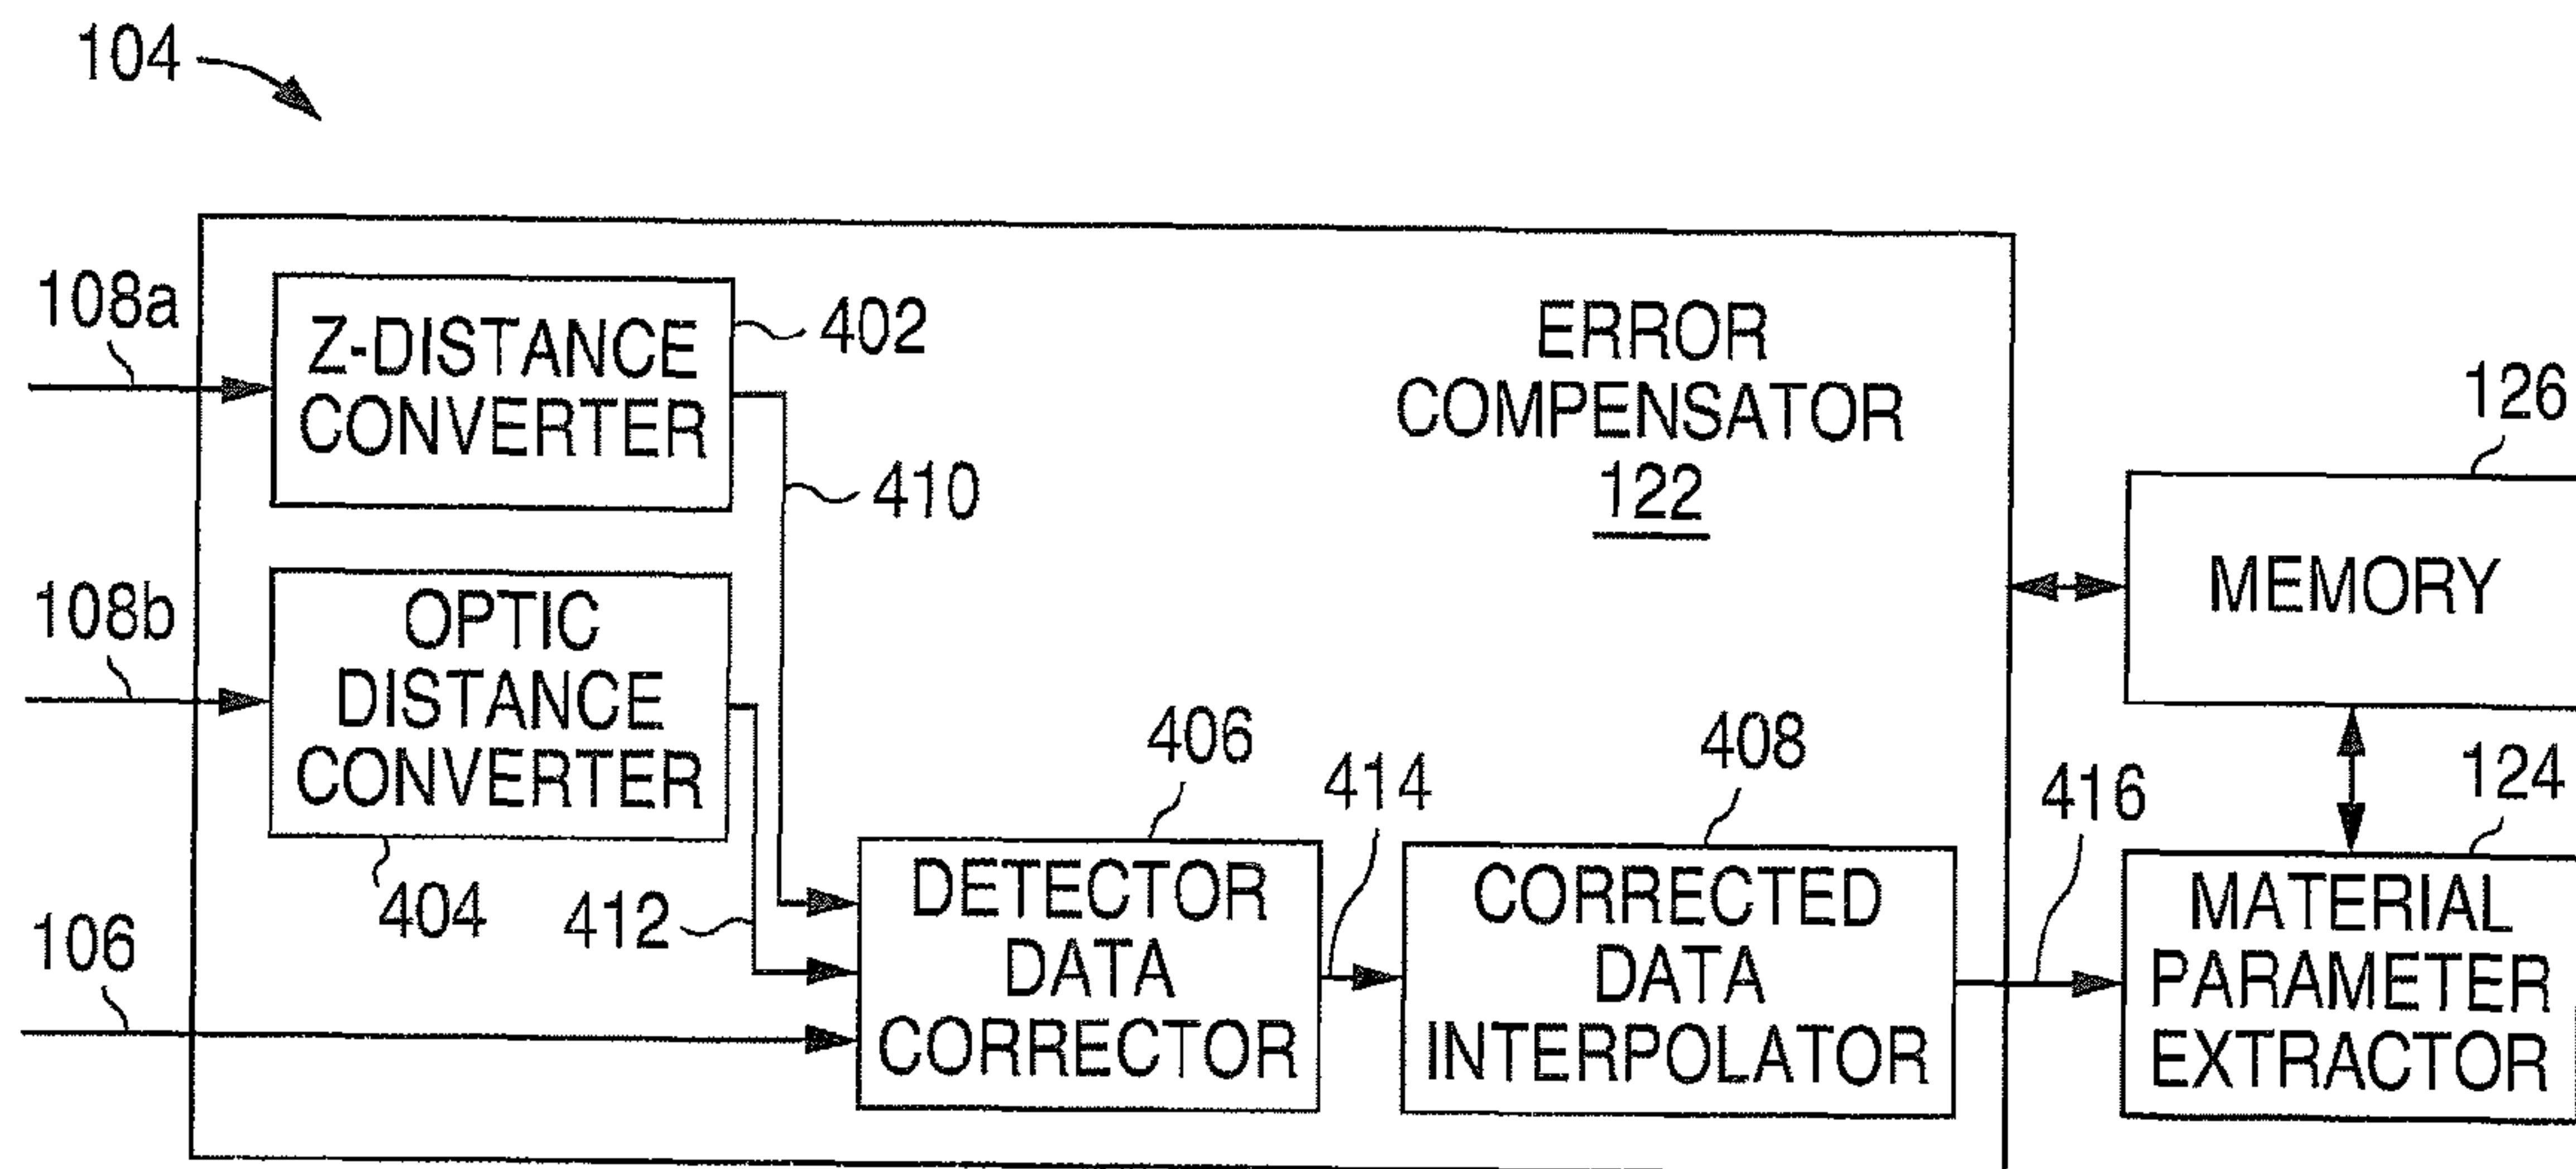 104
108a
Z-DISTANCE
CONVERTER
402
410
ERROR
COMPENSATOR
122
126
MEMORY
108b
OPTIC
DISTANCE
CONVERTER
404
412
106
406
DETECTOR
DATA
CORRECTOR
414
408
CORRECTED
DATA
INTERPOLATOR
416
124
MATERIAL
PARAMETER
EXTRACTOR